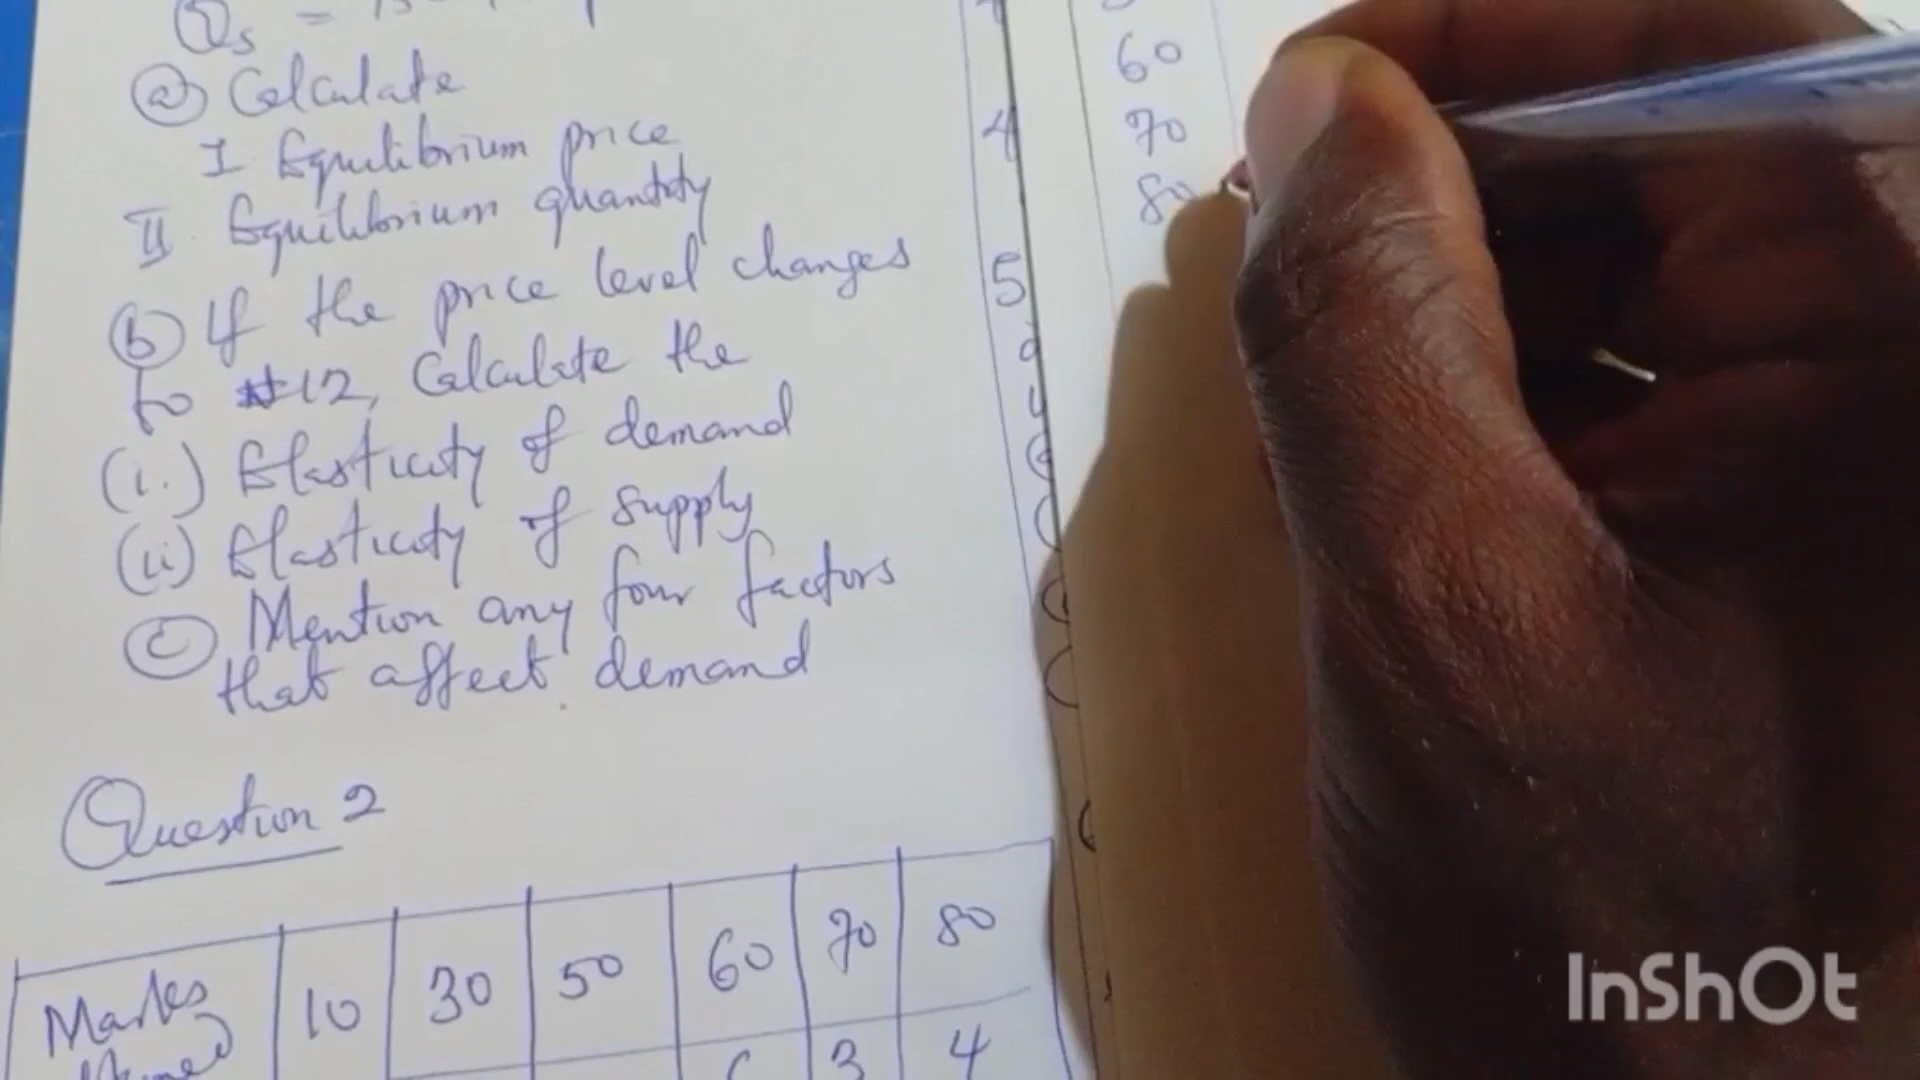 Qs =
(a) Calculate
I Equilibrium price
II. Equilibrium quantity
(b) If the price level changes
to ₦12, Calculate the
(i.) Elasticity of demand
(ii) Elasticity of supply
(c) Mention any four factors
that affect demand
Question 2
Marks 10 30 50 60 70 80
3 4
4
5
60
70
80
InShOt